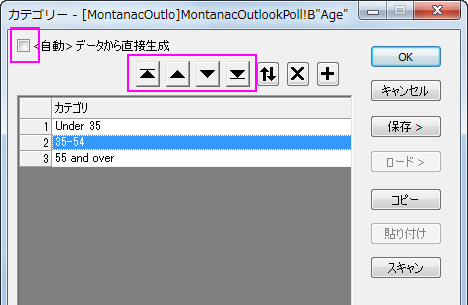 カテゴリー - [MontanacOutlo]MontanacOutlookPoll!B"Age"
<自動> データから直接生成
カテゴリ
1 Under 35
2 35-54
3 55 and over
OK
キャンセル
保存 >
ロード >
コピー
貼り付け
スキャン